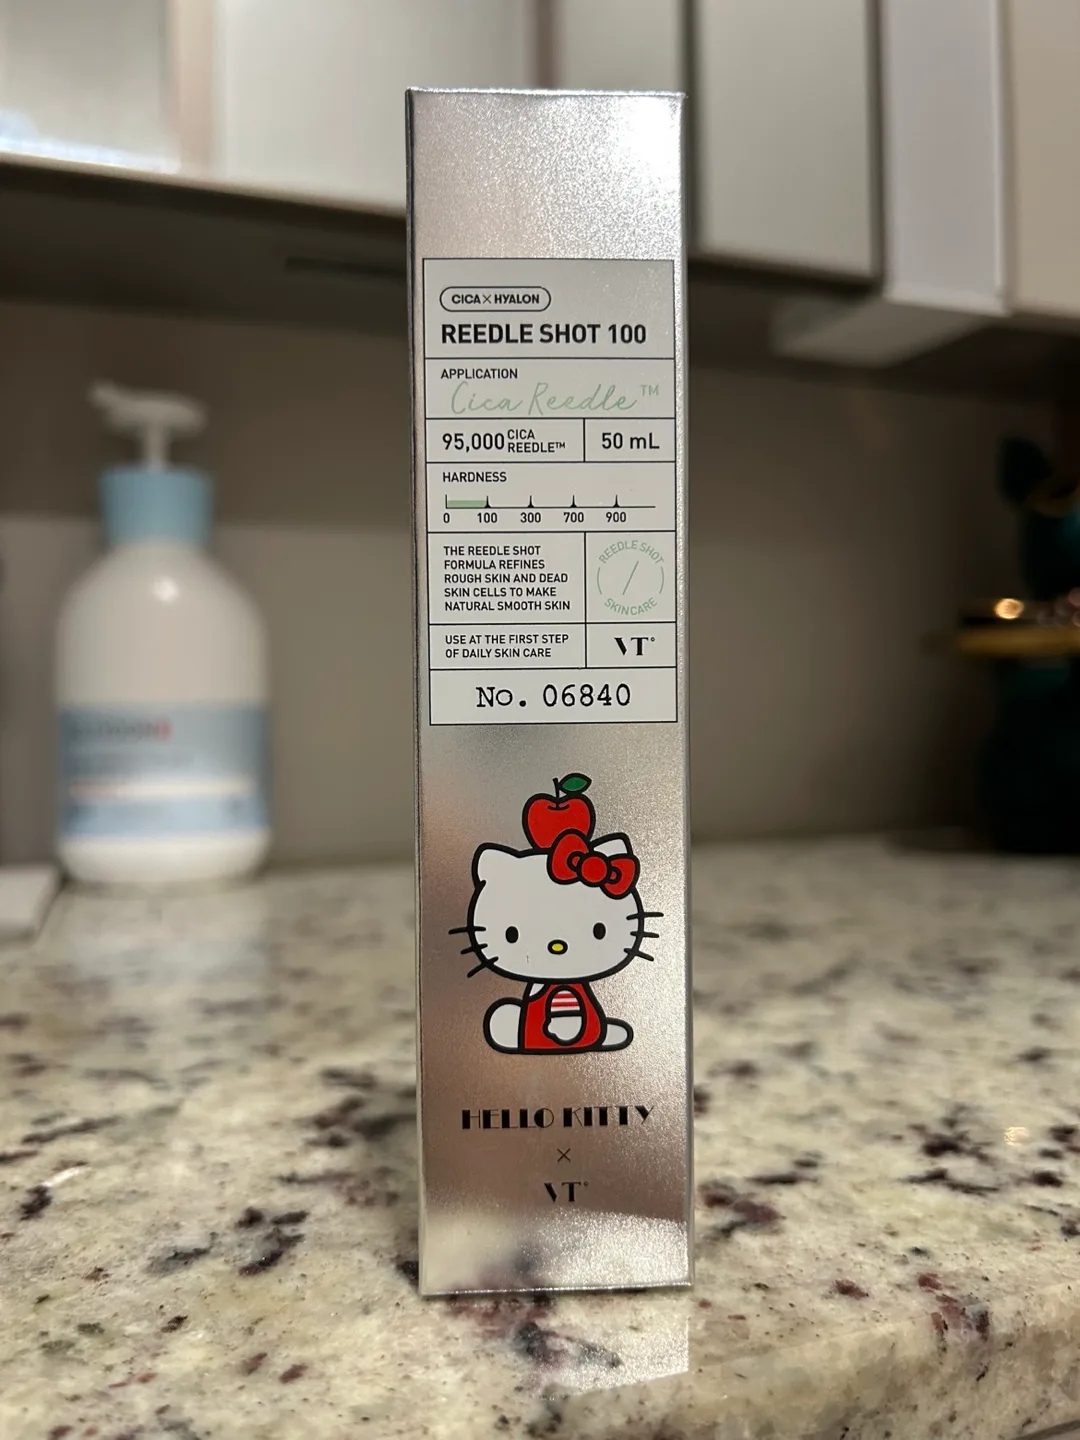 CICA × HYALON
REEDLE SHOT 100
APPLICATION
Cica Reedle™
95,000 CICA REEDLE™
50 mL
HARDNESS
0 100 300 700 900
THE REEDLE SHOT
FORMULA REFINES
ROUGH SKIN AND DEAD
SKIN CELLS TO MAKE
NATURAL SMOOTH SKIN
REEDLE SHOT
SKINCARE
USE AT THE FIRST STEP
OF DAILY SKIN CARE
VT°
No. 06840
HELLO KITTY
×
VT°